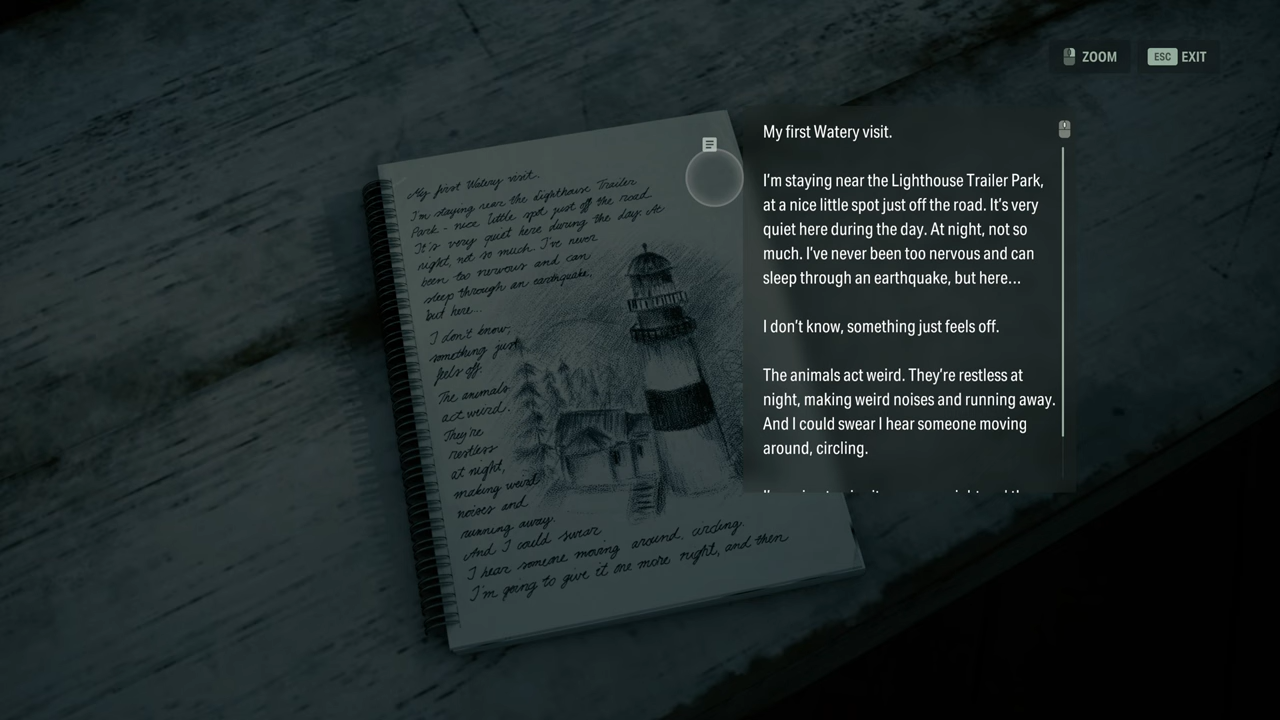 ZOOM
ESC EXIT
My first Watery visit.
I'm staying near the Lighthouse Trailer
Park - nice little spot just off the road.
It's very quiet here during the day. At
night, not so much. I've never
been too nervous and can
sleep through an earthquake,
but here...
I don't know,
something just
feels off.
The animals
act weird.
They're
restless
at night,
making weird
noises and
running away.
And I could swear
I hear someone moving around, circling.
I'm going to give it one more night, and then
My first Watery visit.
I'm staying near the Lighthouse Trailer Park,
at a nice little spot just off the road. It's very
quiet here during the day. At night, not so
much. I've never been too nervous and can
sleep through an earthquake, but here...
I don't know, something just feels off.
The animals act weird. They're restless at
night, making weird noises and running away.
And I could swear I hear someone moving
around, circling.